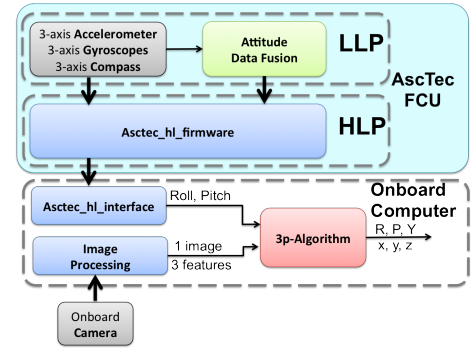 3-axis Accelerometer
3-axis Gyroscopes
3-axis Compass
Attitude
Data Fusion
LLP
AscTec
FCU
Asctec_hl_firmware
HLP
Asctec_hl_interface
Roll, Pitch
Onboard
Computer
Image
Processing
1 image
3 features
3p-Algorithm
R, P, Y
x, y, z
Onboard
Camera